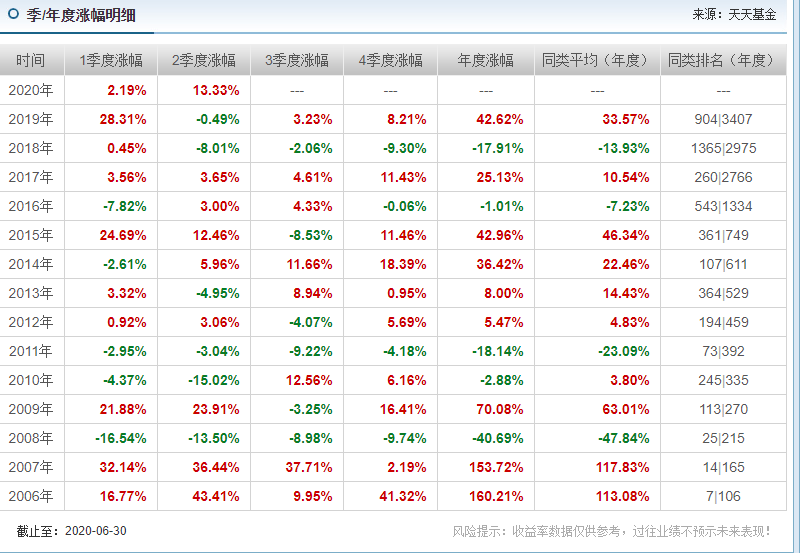 季/年度涨幅明细 来源：天天基金
时间 1季度涨幅 2季度涨幅 3季度涨幅 4季度涨幅 年度涨幅 同类平均（年度） 同类排名（年度）
2020年 2.19% 13.33% --- --- --- --- ---
2019年 28.31% -0.49% 3.23% 8.21% 42.62% 33.57% 904|3407
2018年 0.45% -8.01% -2.06% -9.30% -17.91% -13.93% 1365|2975
2017年 3.56% 3.65% 4.61% 11.43% 25.13% 10.54% 260|2766
2016年 -7.82% 3.00% 4.33% -0.06% -1.01% -7.23% 543|1334
2015年 24.69% 12.46% -8.53% 11.46% 42.96% 46.34% 361|749
2014年 -2.61% 5.96% 11.66% 18.39% 36.42% 22.46% 107|611
2013年 3.32% -4.95% 8.94% 0.95% 8.00% 14.43% 364|529
2012年 0.92% 3.06% -4.07% 5.69% 5.47% 4.83% 194|459
2011年 -2.95% -3.04% -9.22% -4.18% -18.14% -23.09% 73|392
2010年 -4.37% -15.02% 12.56% 6.16% -2.88% 3.80% 245|335
2009年 21.88% 23.91% -3.25% 16.41% 70.08% 63.01% 113|270
2008年 -16.54% -13.50% -8.98% -9.74% -40.69% -47.84% 25|215
2007年 32.14% 36.44% 37.71% 2.19% 153.72% 117.83% 14|165
2006年 16.77% 43.41% 9.95% 41.32% 160.21% 113.08% 7|106
截止至：2020-06-30 风险提示：收益率数据仅供参考，过往业绩不预示未来表现！